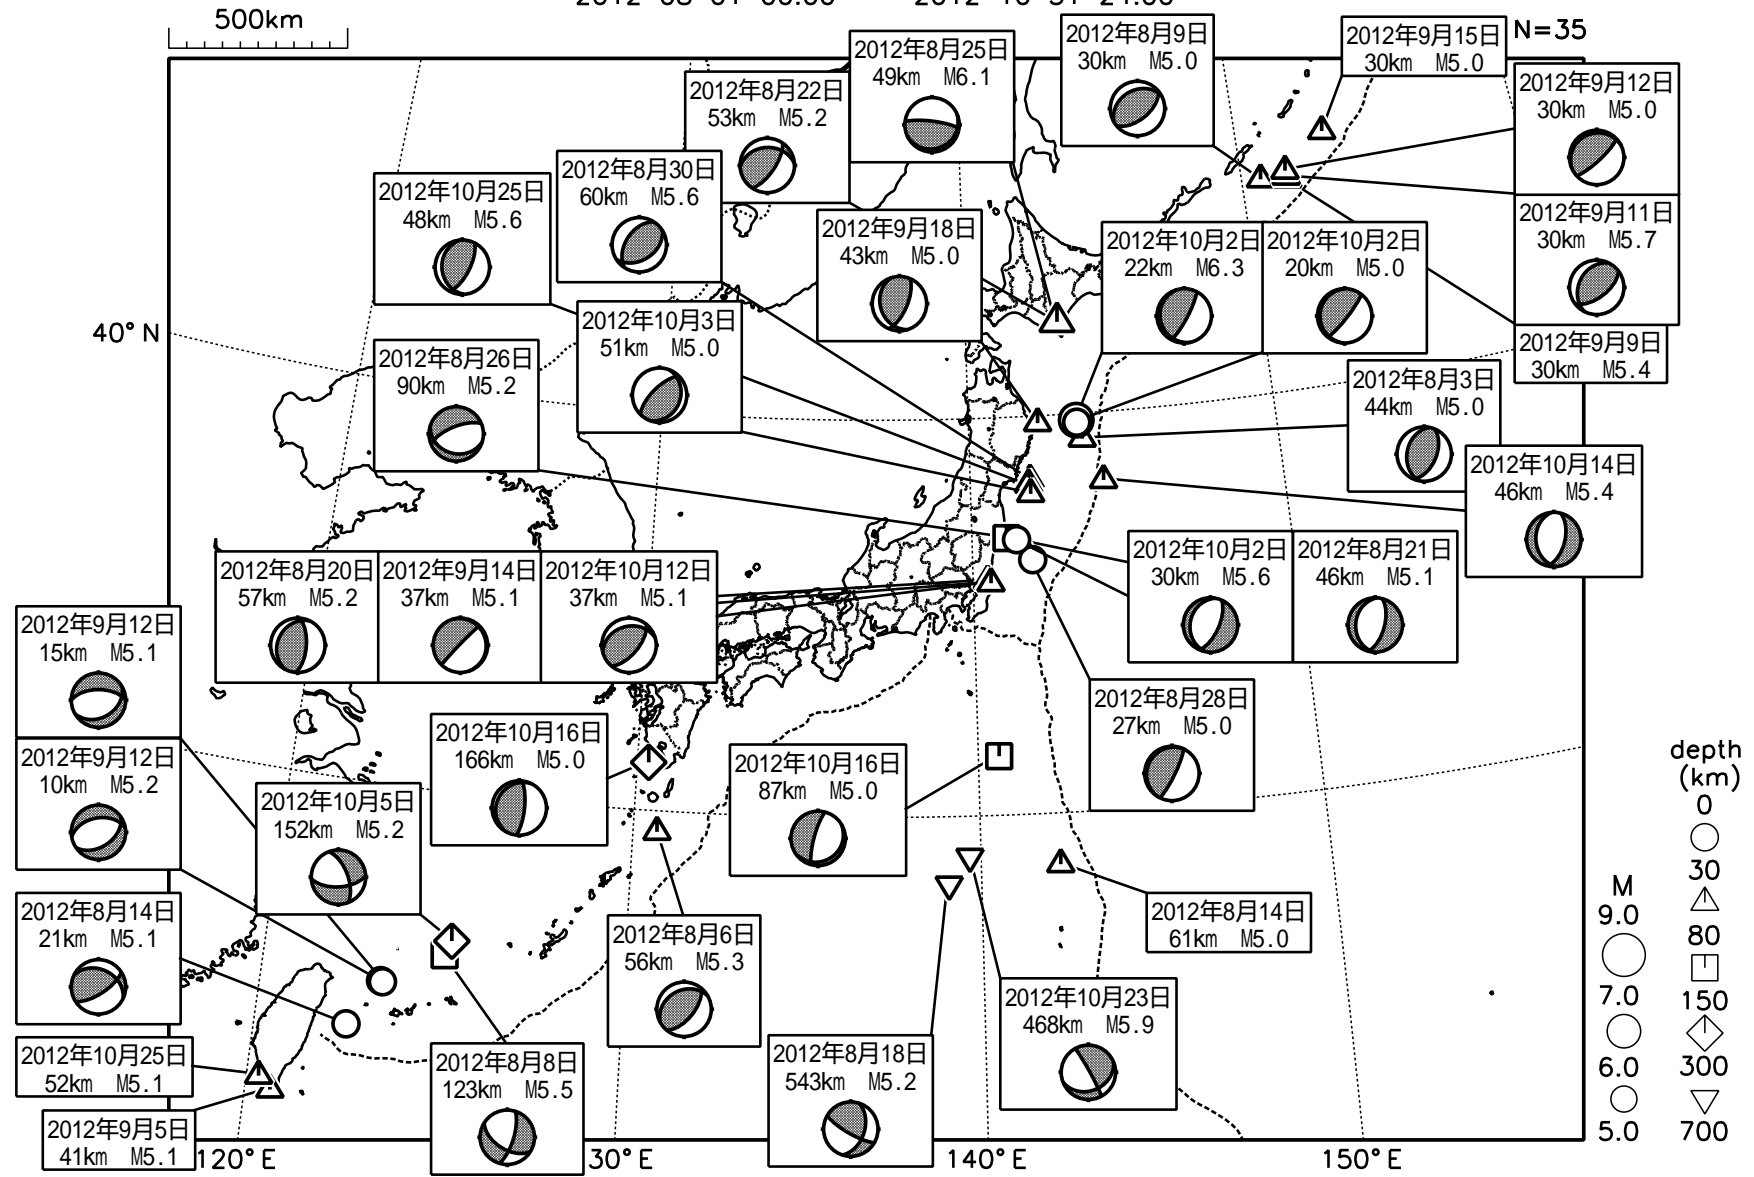 500km
N=35
2012年8月25日
49km M6.1
2012年8月9日
30km M5.0
2012年9月15日
30km M5.0
2012年8月22日
53km M5.2
2012年9月12日
30km M5.0
2012年8月30日
60km M5.6
2012年10月25日
48km M5.6
2012年9月18日
43km M5.0
2012年10月2日
22km M6.3
2012年10月2日
20km M5.0
2012年9月11日
30km M5.7
40°N
2012年10月3日
51km M5.0
2012年8月26日
90km M5.2
2012年9月9日
30km M5.4
2012年8月3日
44km M5.0
2012年10月14日
46km M5.4
2012年8月20日
57km M5.2
2012年9月14日
37km M5.1
2012年10月12日
37km M5.1
2012年10月2日
30km M5.6
2012年8月21日
46km M5.1
2012年9月12日
15km M5.1
2012年8月28日
27km M5.0
2012年10月16日
166km M5.0
2012年10月16日
87km M5.0
2012年9月12日
10km M5.2
2012年10月5日
152km M5.2
2012年8月14日
21km M5.1
2012年8月6日
56km M5.3
2012年8月14日
61km M5.0
2012年10月23日
468km M5.9
2012年10月25日
52km M5.1
2012年8月8日
123km M5.5
2012年8月18日
543km M5.2
2012年9月5日
41km M5.1
120°E
30°E
140°E
150°E
M
9.0
7.0
6.0
5.0
depth
(km)
0
30
80
150
300
700